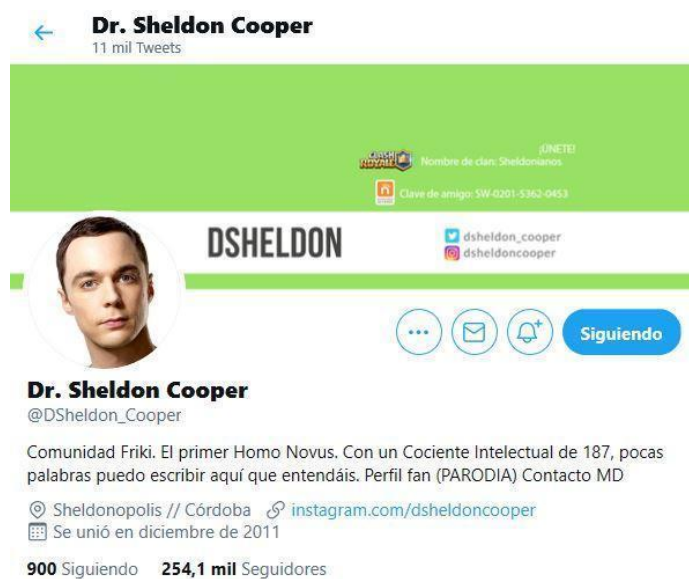 Dr. Sheldon Cooper
11 mil Tweets
¡ÚNETE!
CLASH ROYALE
Nombre de clan: Sheldonianos
Clave de amigo: SW-0201-5362-0453
DSHELDON
dsheldon_cooper
dsheldoncooper
Siguiendo
Dr. Sheldon Cooper
@DSheldon_Cooper
Comunidad Friki. El primer Homo Novus. Con un Cociente Intelectual de 187, pocas
palabras puedo escribir aquí que entendáis. Perfil fan (PARODIA) Contacto MD
Sheldonopolis // Córdoba instagram.com/dsheldoncooper
Se unió en diciembre de 2011
900 Siguiendo 254,1 mil Seguidores